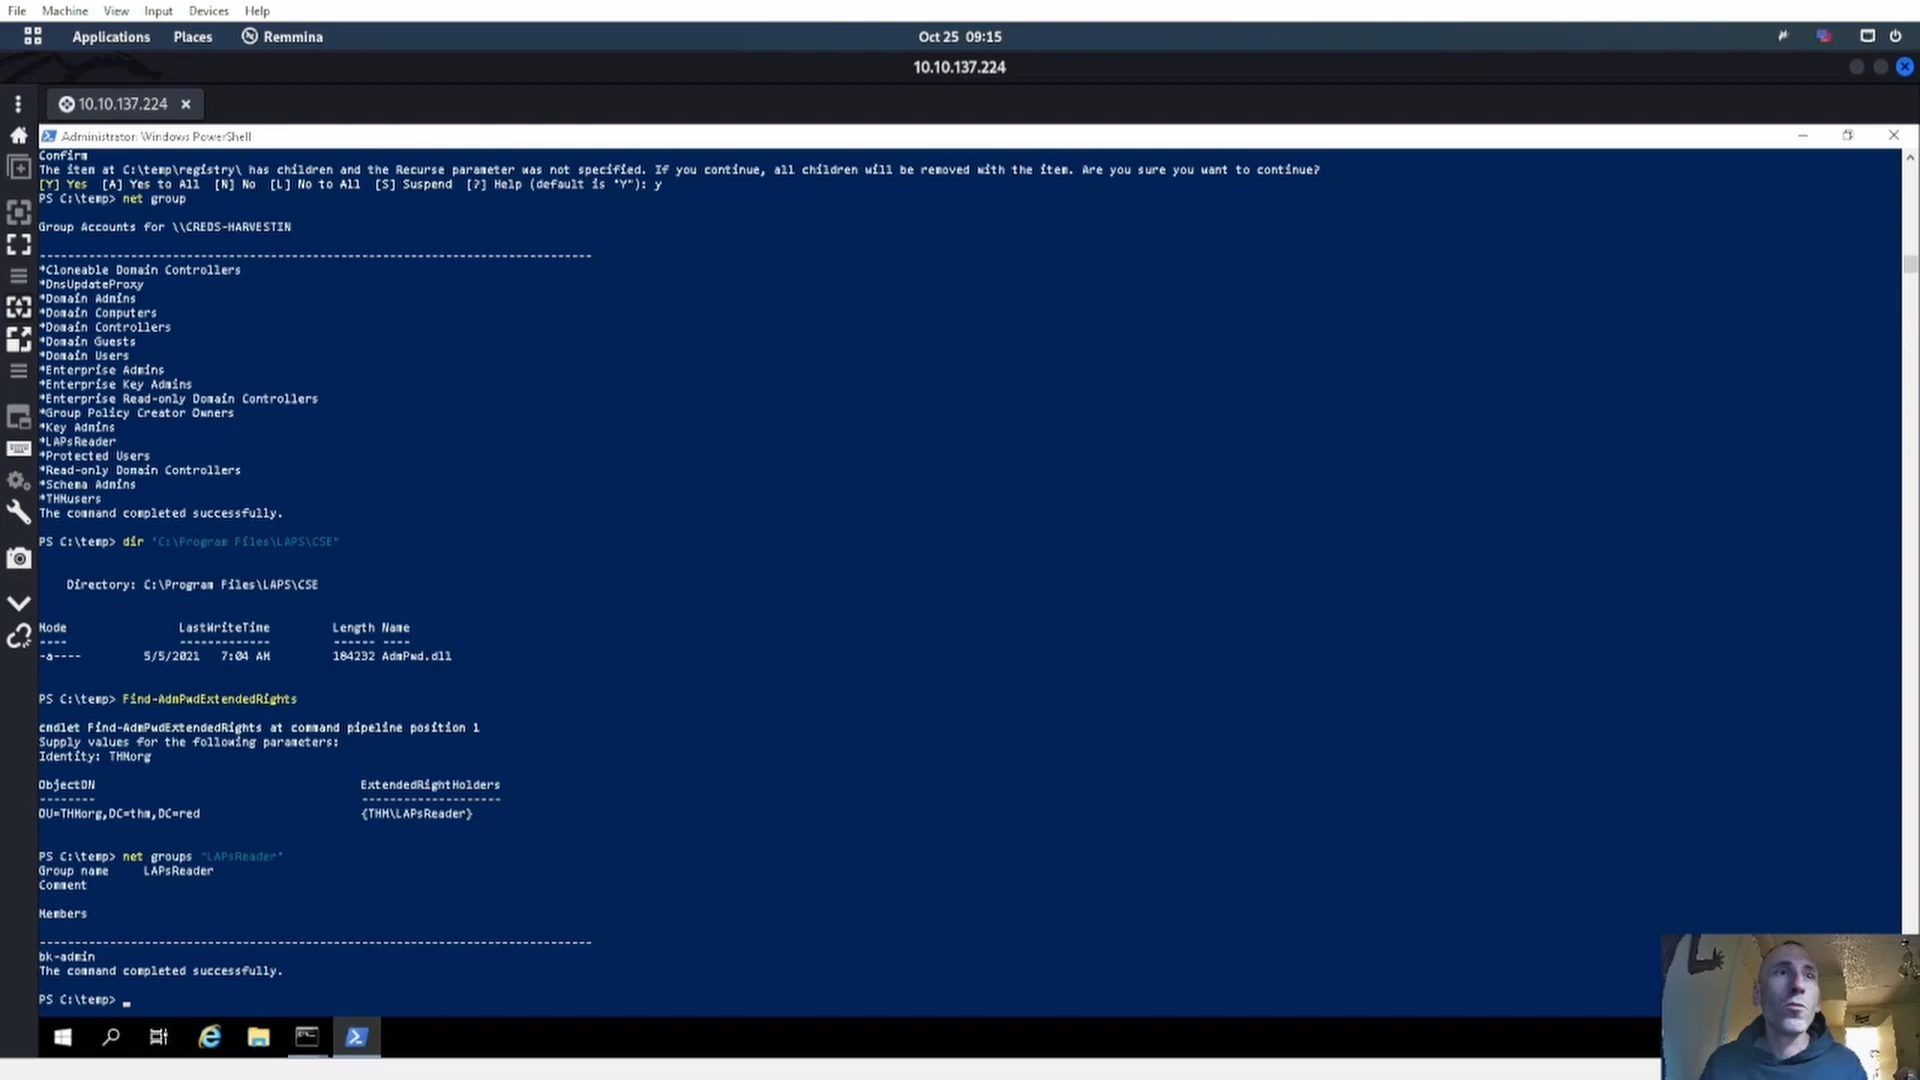 File Machine View Input Devices Help
Applications Places Remmina Oct 25 09:15
10.10.137.224
10.10.137.224
Administrator: Windows PowerShell
Confirm
The item at C:\temp\registry\ has children and the Recurse parameter was not specified. If you continue, all children will be removed with the item. Are you sure you want to continue?
[Y] Yes [A] Yes to All [N] No [L] No to All [S] Suspend [?] Help (default is "Y"): y
PS C:\temp> net group
Group Accounts for \\CREDS-HARVESTIN
-------------------------------------------------------------------------------
*Cloneable Domain Controllers
*DnsUpdateProxy
*Domain Admins
*Domain Computers
*Domain Controllers
*Domain Guests
*Domain Users
*Enterprise Admins
*Enterprise Key Admins
*Enterprise Read-only Domain Controllers
*Group Policy Creator Owners
*Key Admins
*LAPsReader
*Protected Users
*Read-only Domain Controllers
*Schema Admins
*THMusers
The command completed successfully.
PS C:\temp> dir "C:\Program Files\LAPS\CSE"
Directory: C:\Program Files\LAPS\CSE
Mode LastWriteTime Length Name
---- ------------- ------ ----
-a---- 5/5/2021 7:04 AM 184232 AdmPwd.dll
PS C:\temp> Find-AdmPwdExtendedRights
cmdlet Find-AdmPwdExtendedRights at command pipeline position 1
Supply values for the following parameters:
Identity: THMorg
ObjectDN ExtendedRightHolders
-------- --------------------
OU=THMorg,DC=thm,DC=red {THM\LAPsReader}
PS C:\temp> net groups "LAPsReader"
Group name LAPsReader
Comment
Members
-------------------------------------------------------------------------------
bk-admin
The command completed successfully.
PS C:\temp> _